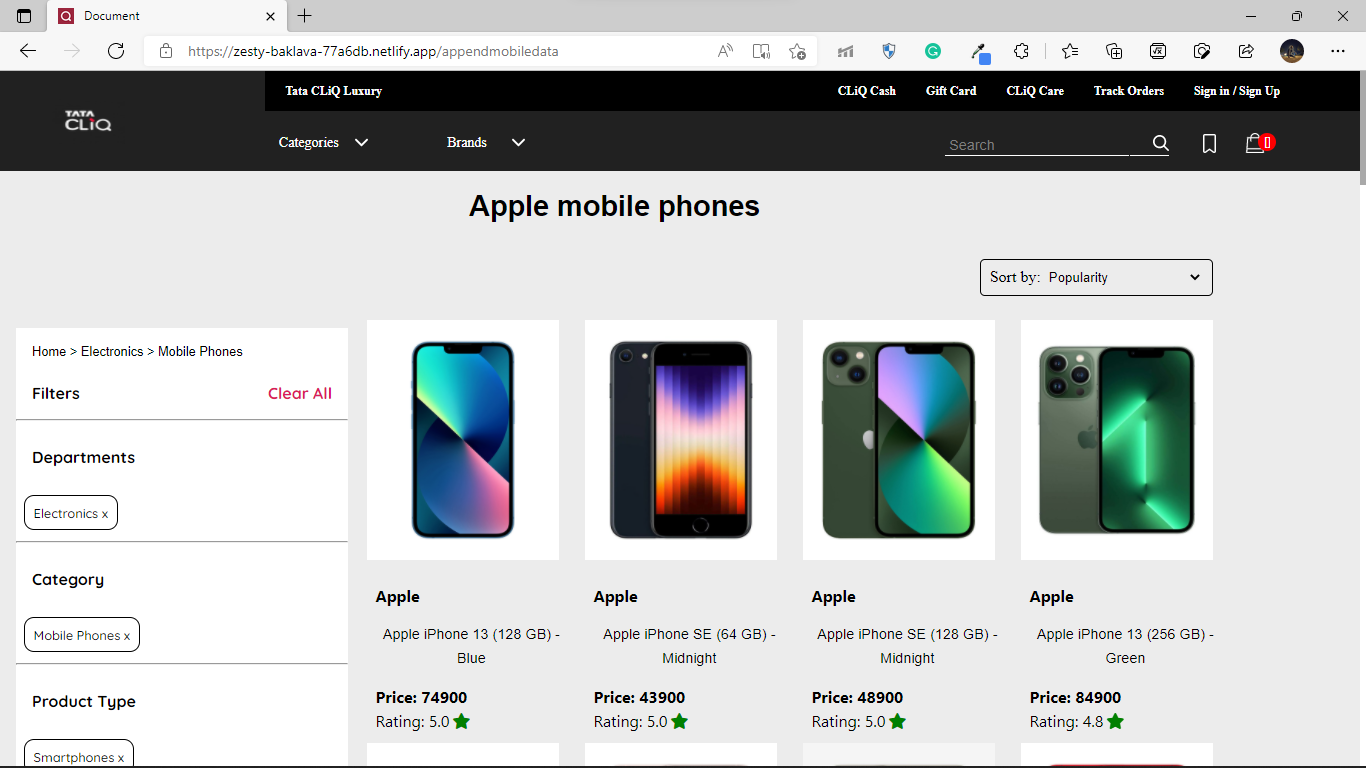 Document
https://zesty-baklava-77a6db.netlify.app/appendmobiledata
Tata CLiQ Luxury
CLiQ Cash
Gift Card
CLiQ Care
Track Orders
Sign in / Sign Up
TATA
CLiQ
Categories
Brands
Search
Apple mobile phones
Sort by: Popularity
Home > Electronics > Mobile Phones
Filters
Clear All
Departments
Electronics x
Category
Mobile Phones x
Product Type
Smartphones x
Apple
Apple iPhone 13 (128 GB) -
Blue
Price: 74900
Rating: 5.0
Apple
Apple iPhone SE (64 GB) -
Midnight
Price: 43900
Rating: 5.0
Apple
Apple iPhone SE (128 GB) -
Midnight
Price: 48900
Rating: 5.0
Apple
Apple iPhone 13 (256 GB) -
Green
Price: 84900
Rating: 4.8